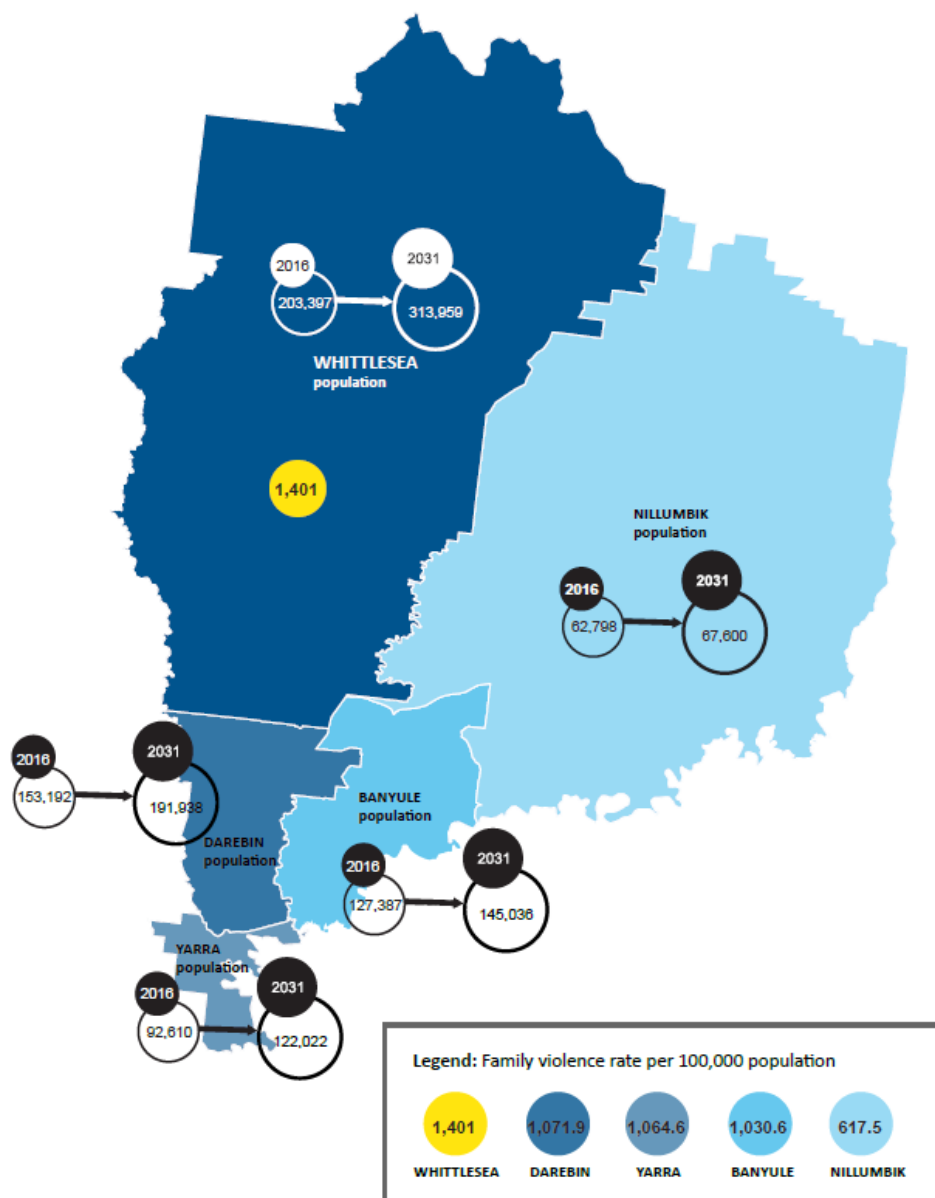 2016
2031
203,397
313,959
WHITTLESEA
population
1,401
NILLUMBIK
population
2016
2031
62,798
67,600
2016
2031
153,192
191,938
DAREBIN
population
BANYULE
population
2016
2031
127,387
145,036
YARRA
population
2016
2031
92,610
122,022
Legend: Family violence rate per 100,000 population
1,401
1,071.9
1,064.6
1,030.6
617.5
WHITTLESEA
DAREBIN
YARRA
BANYULE
NILLUMBIK